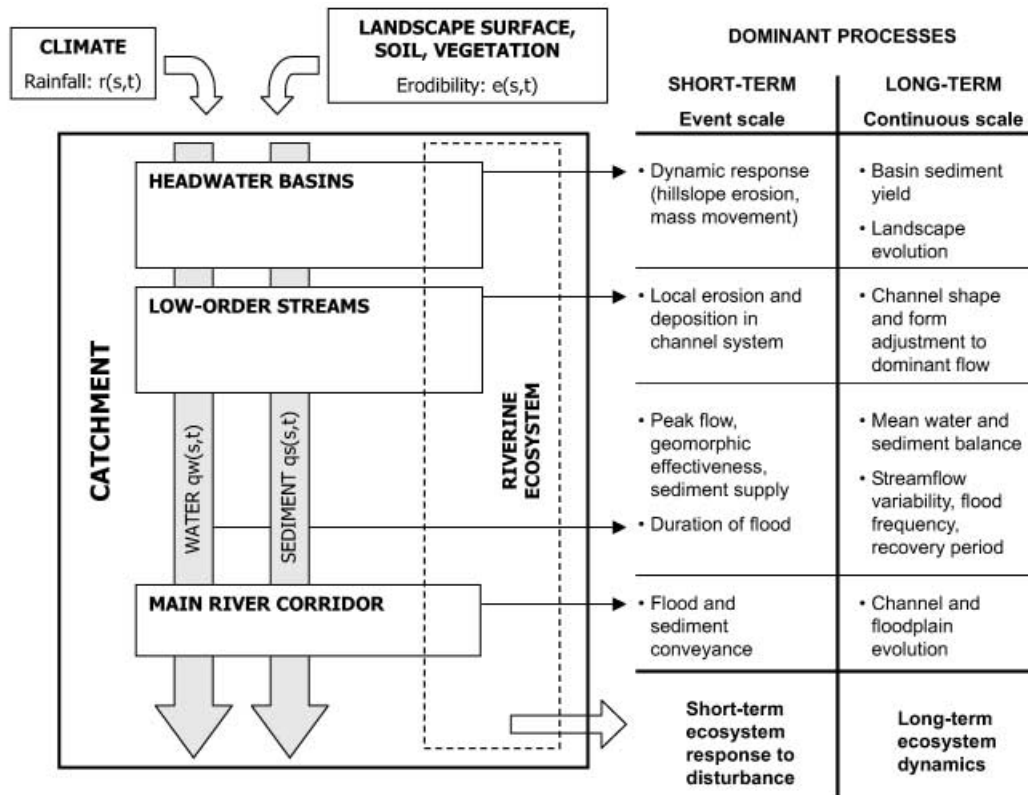 CLIMATE
Rainfall: r(s,t)
LANDSCAPE SURFACE,
SOIL, VEGETATION
Erodibility: e(s,t)
DOMINANT PROCESSES
SHORT-TERM
Event scale
LONG-TERM
Continuous scale
CATCHMENT
HEADWATER BASINS
• Dynamic response
(hillslope erosion,
mass movement)
• Basin sediment
yield
• Landscape
evolution
LOW-ORDER STREAMS
• Local erosion and
deposition in
channel system
• Channel shape
and form
adjustment to
dominant flow
WATER qw(s,t)
SEDIMENT qs(s,t)
RIVERINE
ECOSYSTEM
• Peak flow,
geomorphic
effectiveness,
sediment supply
• Duration of flood
• Mean water and
sediment balance
• Streamflow
variability, flood
frequency,
recovery period
MAIN RIVER CORRIDOR
• Flood and
sediment
conveyance
• Channel and
floodplain
evolution
Short-term
ecosystem
response to
disturbance
Long-term
ecosystem
dynamics